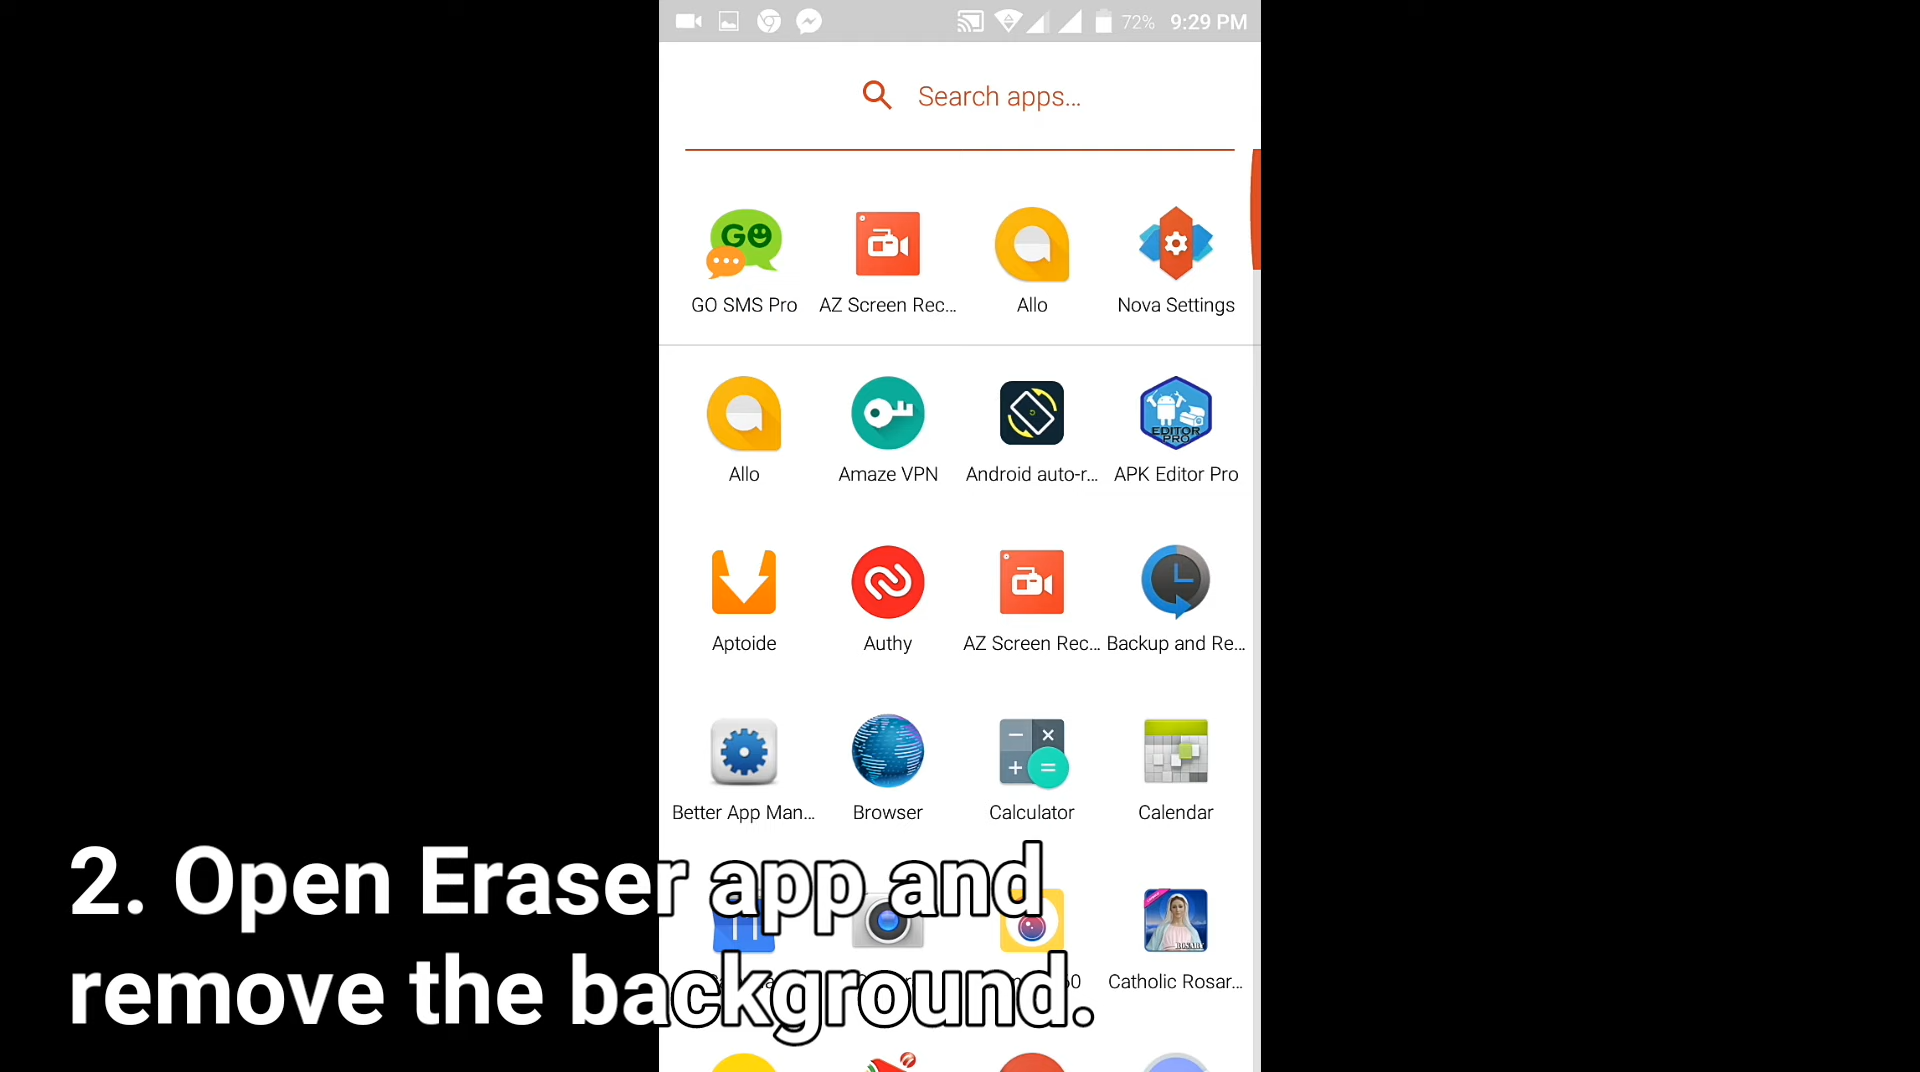 72% 9:29 PM
Search apps...
GO SMS Pro AZ Screen Rec... Allo Nova Settings
Allo Amaze VPN Android auto-r... APK Editor Pro
EDITOR
PRO
Aptoide Authy AZ Screen Rec... Backup and Re...
Better App Man... Browser Calculator Calendar
2. Open Eraser app and
remove the background.
Catholic Rosar...